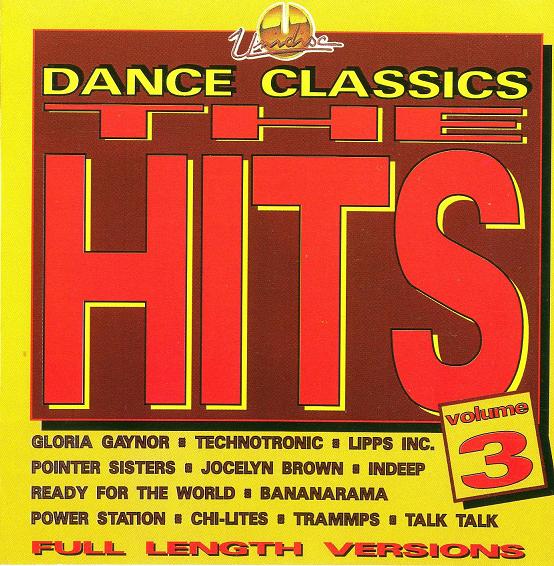 Unidisc
DANCE CLASSICS
THE
HITS
volume
3
GLORIA GAYNOR ▪ TECHNOTRONIC ▪ LIPPS INC.
POINTER SISTERS ▪ JOCELYN BROWN ▪ INDEEP
READY FOR THE WORLD ▪ BANANARAMA
POWER STATION ▪ CHI-LITES ▪ TRAMMPS ▪ TALK TALK
FULL LENGTH VERSIONS